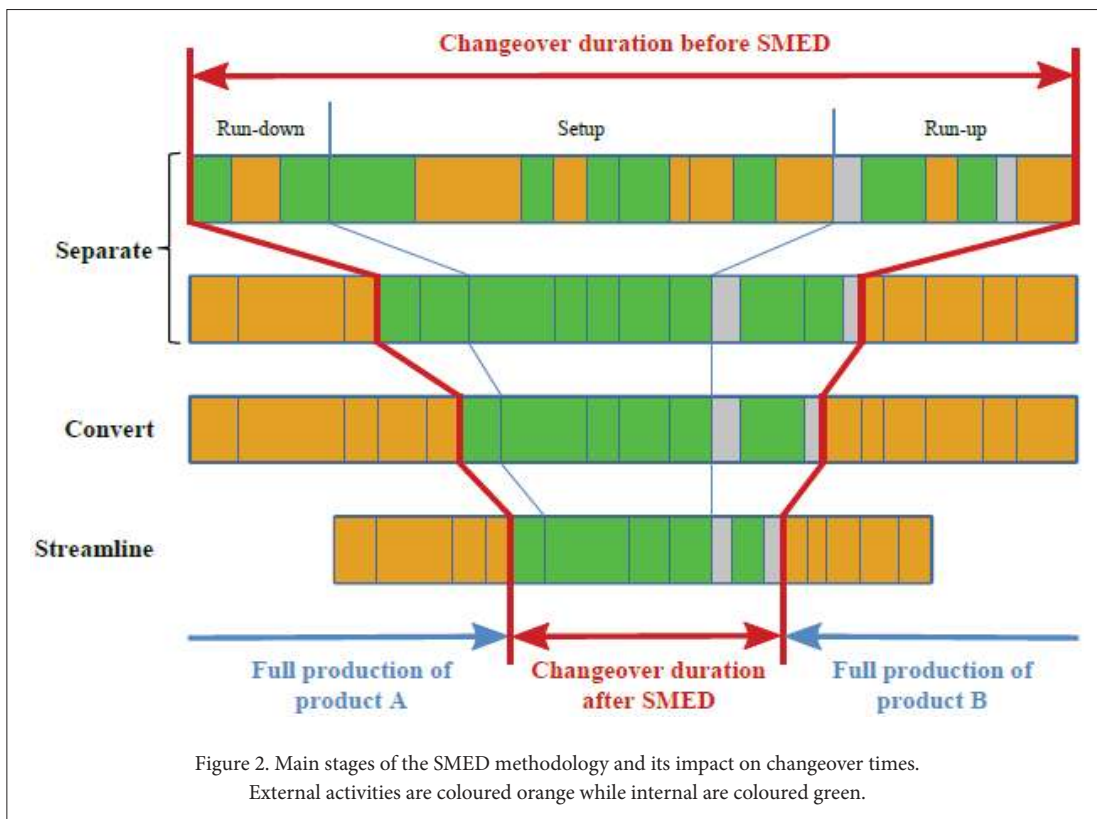 Changeover duration before SMED
Run-down
Setup
Run-up
Separate
Convert
Streamline
Full production of
product A
Changeover duration
after SMED
Full production of
product B
Figure 2. Main stages of the SMED methodology and its impact on changeover times.
External activities are coloured orange while internal are coloured green.